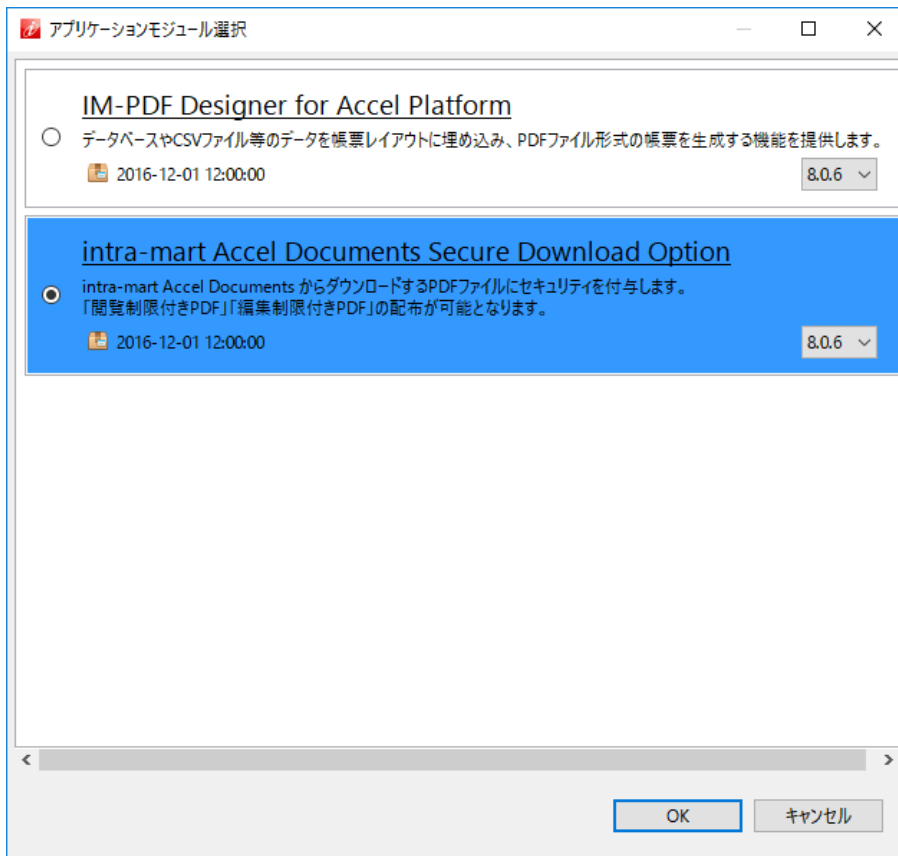 アプリケーションモジュール選択
IM-PDF Designer for Accel Platform
データベースやCSVファイル等のデータを帳票レイアウトに埋め込み、PDFファイル形式の帳票を生成する機能を提供します。
2016-12-01 12:00:00
8.0.6
intra-mart Accel Documents Secure Download Option
intra-mart Accel Documents からダウンロードするPDFファイルにセキュリティを付与します。
「閲覧制限付きPDF」「編集制限付きPDF」の配布が可能となります。
2016-12-01 12:00:00
8.0.6
OK
キャンセル